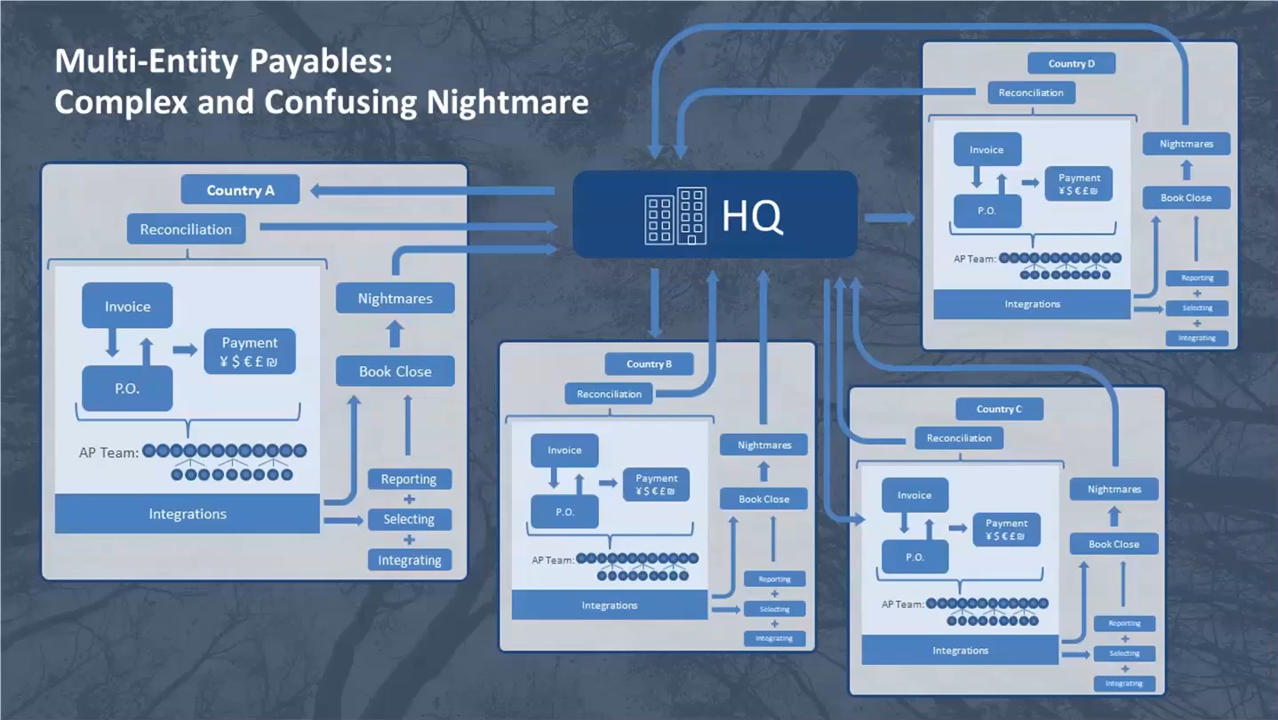 Multi-Entity Payables:
Complex and Confusing Nightmare
HQ
Country A
Reconciliation
Invoice
P.O.
Payment
¥ $ € £ ₪
AP Team:
Integrations
Nightmares
Book Close
Reporting
+
Selecting
+
Integrating
Country B
Reconciliation
Invoice
P.O.
Payment
¥ $ € £ ₪
AP Team:
Integrations
Nightmares
Book Close
Reporting
+
Selecting
+
Integrating
Country C
Reconciliation
Invoice
P.O.
Payment
¥ $ € £ ₪
AP Team:
Integrations
Nightmares
Book Close
Reporting
+
Selecting
+
Integrating
Country D
Reconciliation
Invoice
P.O.
Payment
¥ $ € £ ₪
AP Team:
Integrations
Nightmares
Book Close
Reporting
+
Selecting
+
Integrating